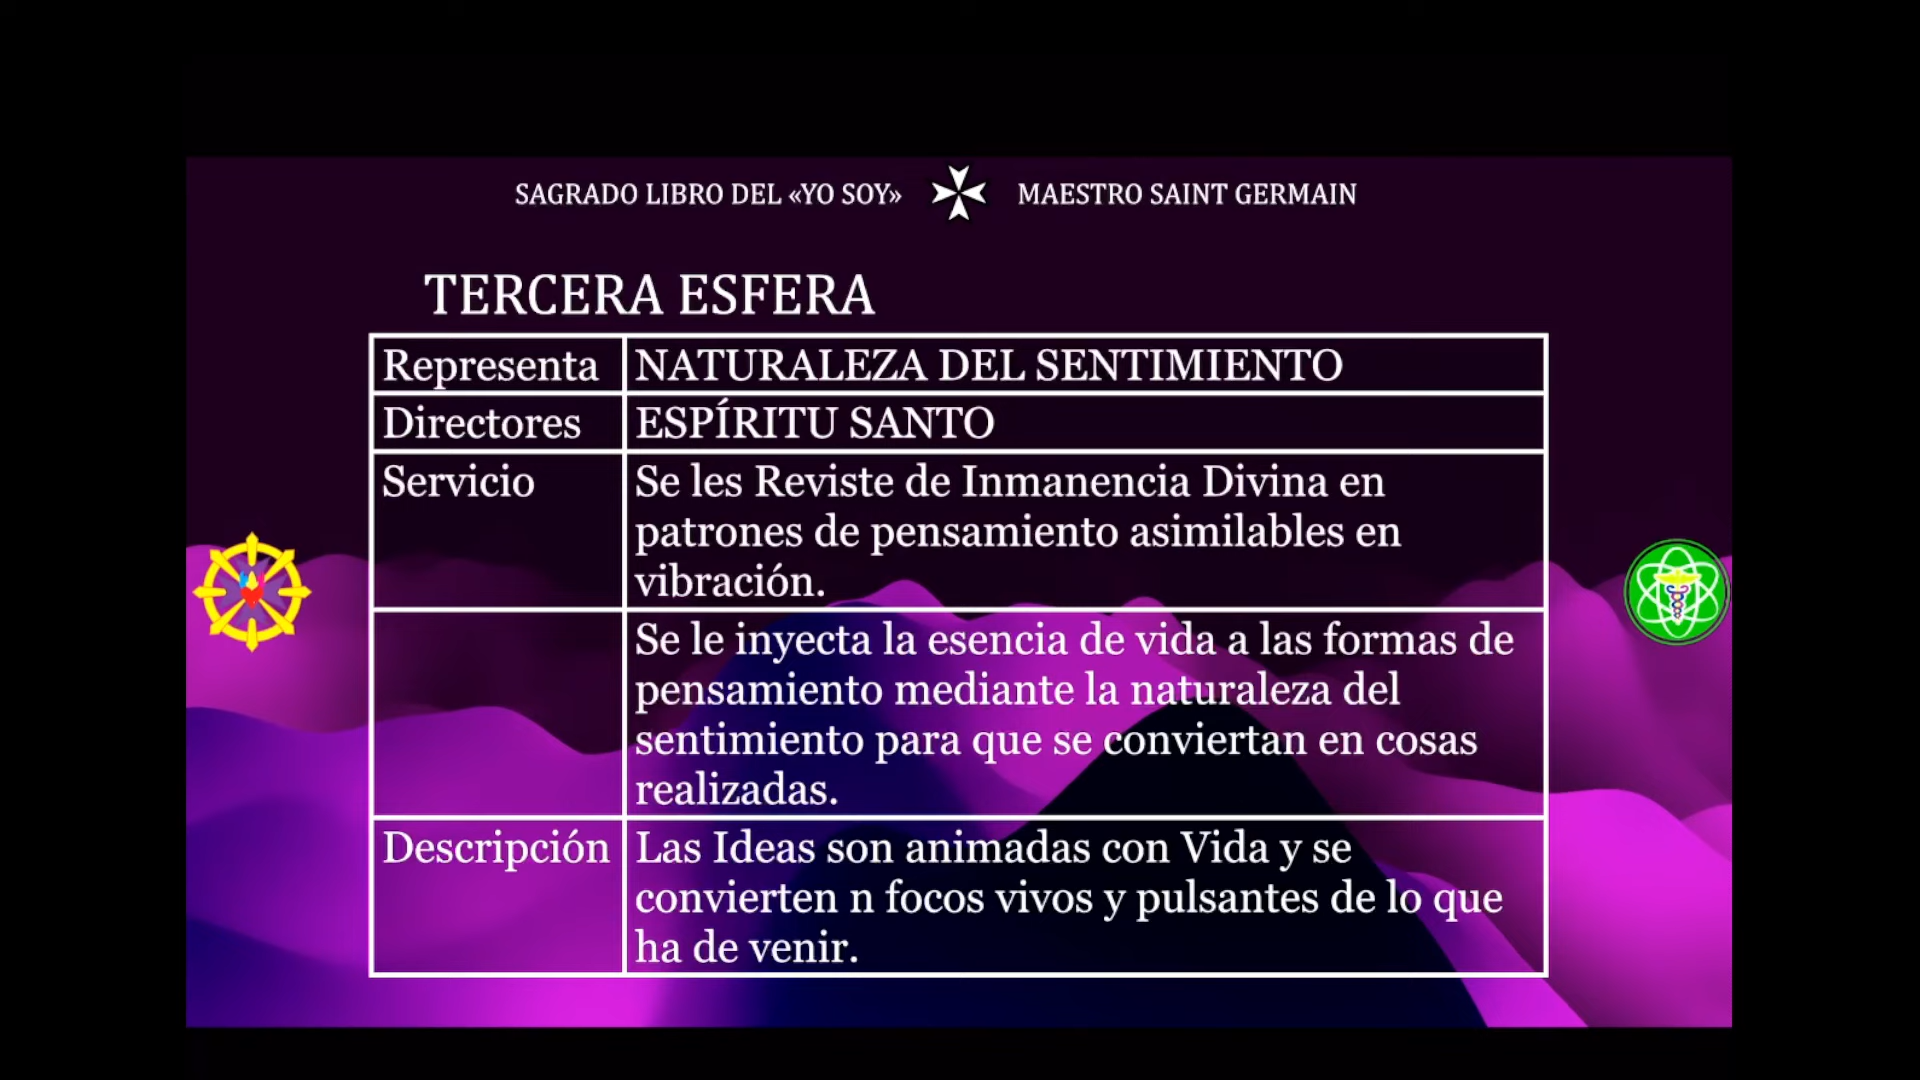 SAGRADO LIBRO DEL «YO SOY» MAESTRO SAINT GERMAIN
TERCERA ESFERA
Representa NATURALEZA DEL SENTIMIENTO
Directores ESPÍRITU SANTO
Servicio Se les Reviste de Inmanencia Divina en
patrones de pensamiento asimilables en
vibración.
Se le inyecta la esencia de vida a las formas de
pensamiento mediante la naturaleza del
sentimiento para que se conviertan en cosas
realizadas.
Descripción Las Ideas son animadas con Vida y se
convierten n focos vivos y pulsantes de lo que
ha de venir.